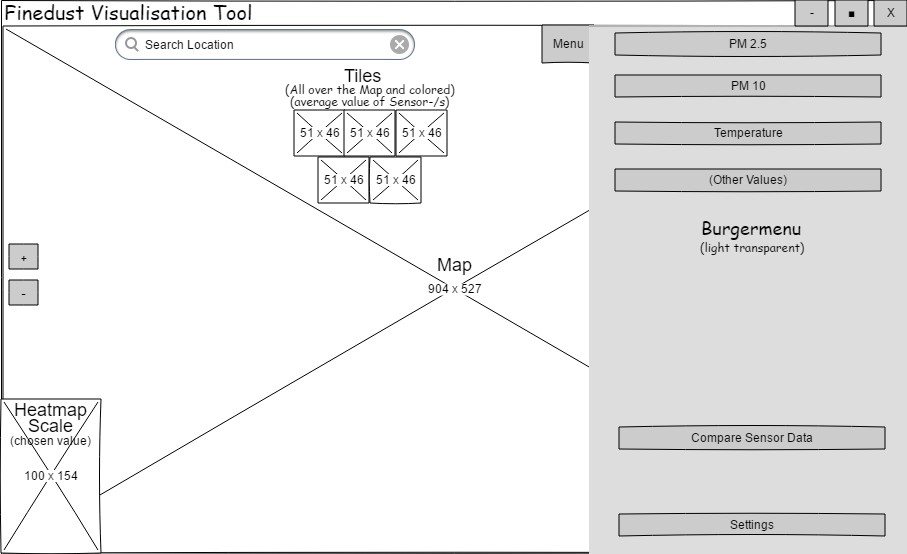 Finedust Visualisation Tool
- ■ X
Search Location
Menu
PM 2.5
PM 10
Temperature
(Other Values)
Burgermenu
(light transparent)
Compare Sensor Data
Settings
Tiles
(All over the Map and colored)
(average value of Sensor-/s)
51 x 46 51 x 46 51 x 46
51 x 46 51 x 46
+
-
Map
904 x 527
Heatmap
Scale
(chosen value)
100 x 154